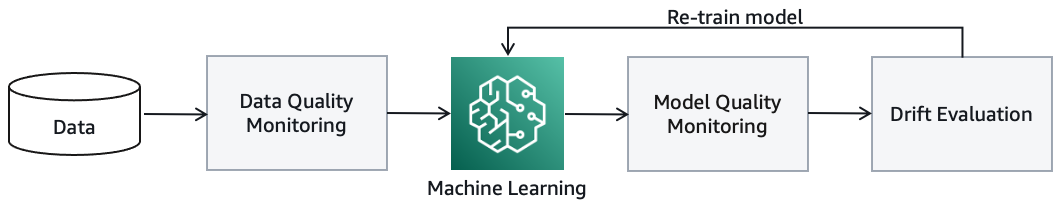 Re-train model
Data
Data Quality
Monitoring
Machine Learning
Model Quality
Monitoring
Drift Evaluation